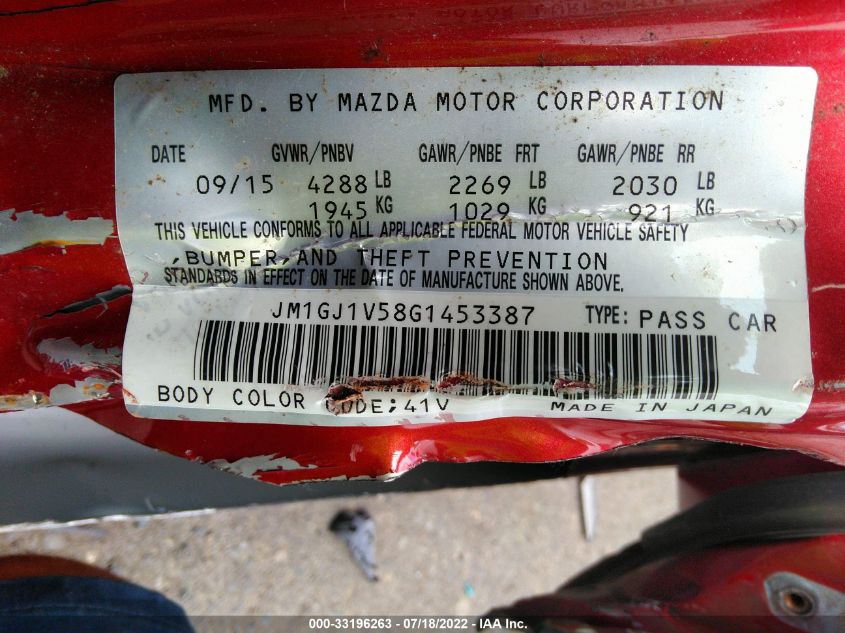 MFD. BY MAZDA MOTOR CORPORATION
DATE GVWR/PNBV GAWR/PNBE FRT GAWR/PNBE RR
09/15 4288 LB 2269 LB 2030 LB
1945 KG 1029 KG 921 KG
THIS VEHICLE CONFORMS TO ALL APPLICABLE FEDERAL MOTOR VEHICLE SAFETY
,BUMPER,AND THEFT PREVENTION
STANDARDS IN EFFECT ON THE DATE OF MANUFACTURE SHOWN ABOVE.
JM1GJ1V58G1453387 TYPE: PASS CAR
BODY COLOR CODE;41V MADE IN JAPAN
000-33196263 - 07/18/2022 - IAA Inc.